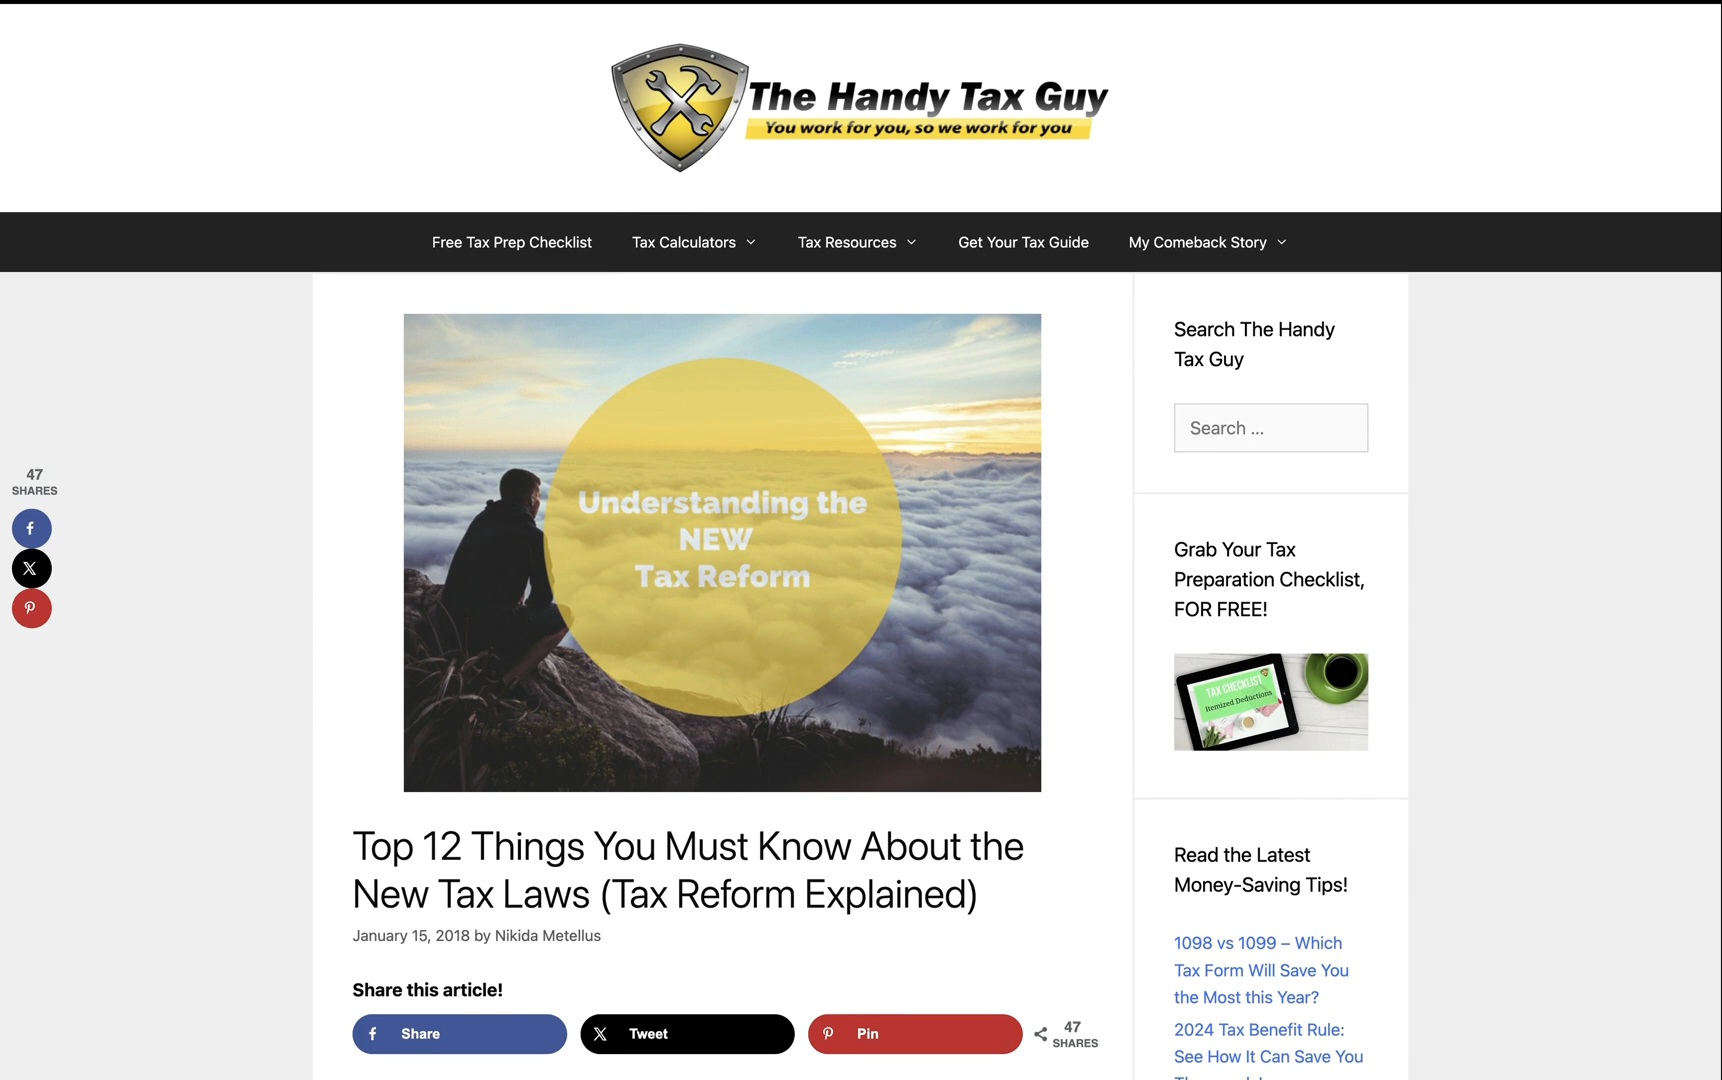 The Handy Tax Guy
You work for you, so we work for you
Free Tax Prep Checklist
Tax Calculators
Tax Resources
Get Your Tax Guide
My Comeback Story
47
SHARES
Understanding the
NEW
Tax Reform
Top 12 Things You Must Know About the
New Tax Laws (Tax Reform Explained)
January 15, 2018 by Nikida Metellus
Share this article!
Share
Tweet
Pin
47
SHARES
Search The Handy
Tax Guy
Search ...
Grab Your Tax
Preparation Checklist,
FOR FREE!
TAX CHECKLIST
Itemized Deductions
Read the Latest
Money-Saving Tips!
1098 vs 1099 – Which
Tax Form Will Save You
the Most this Year?
2024 Tax Benefit Rule:
See How It Can Save You